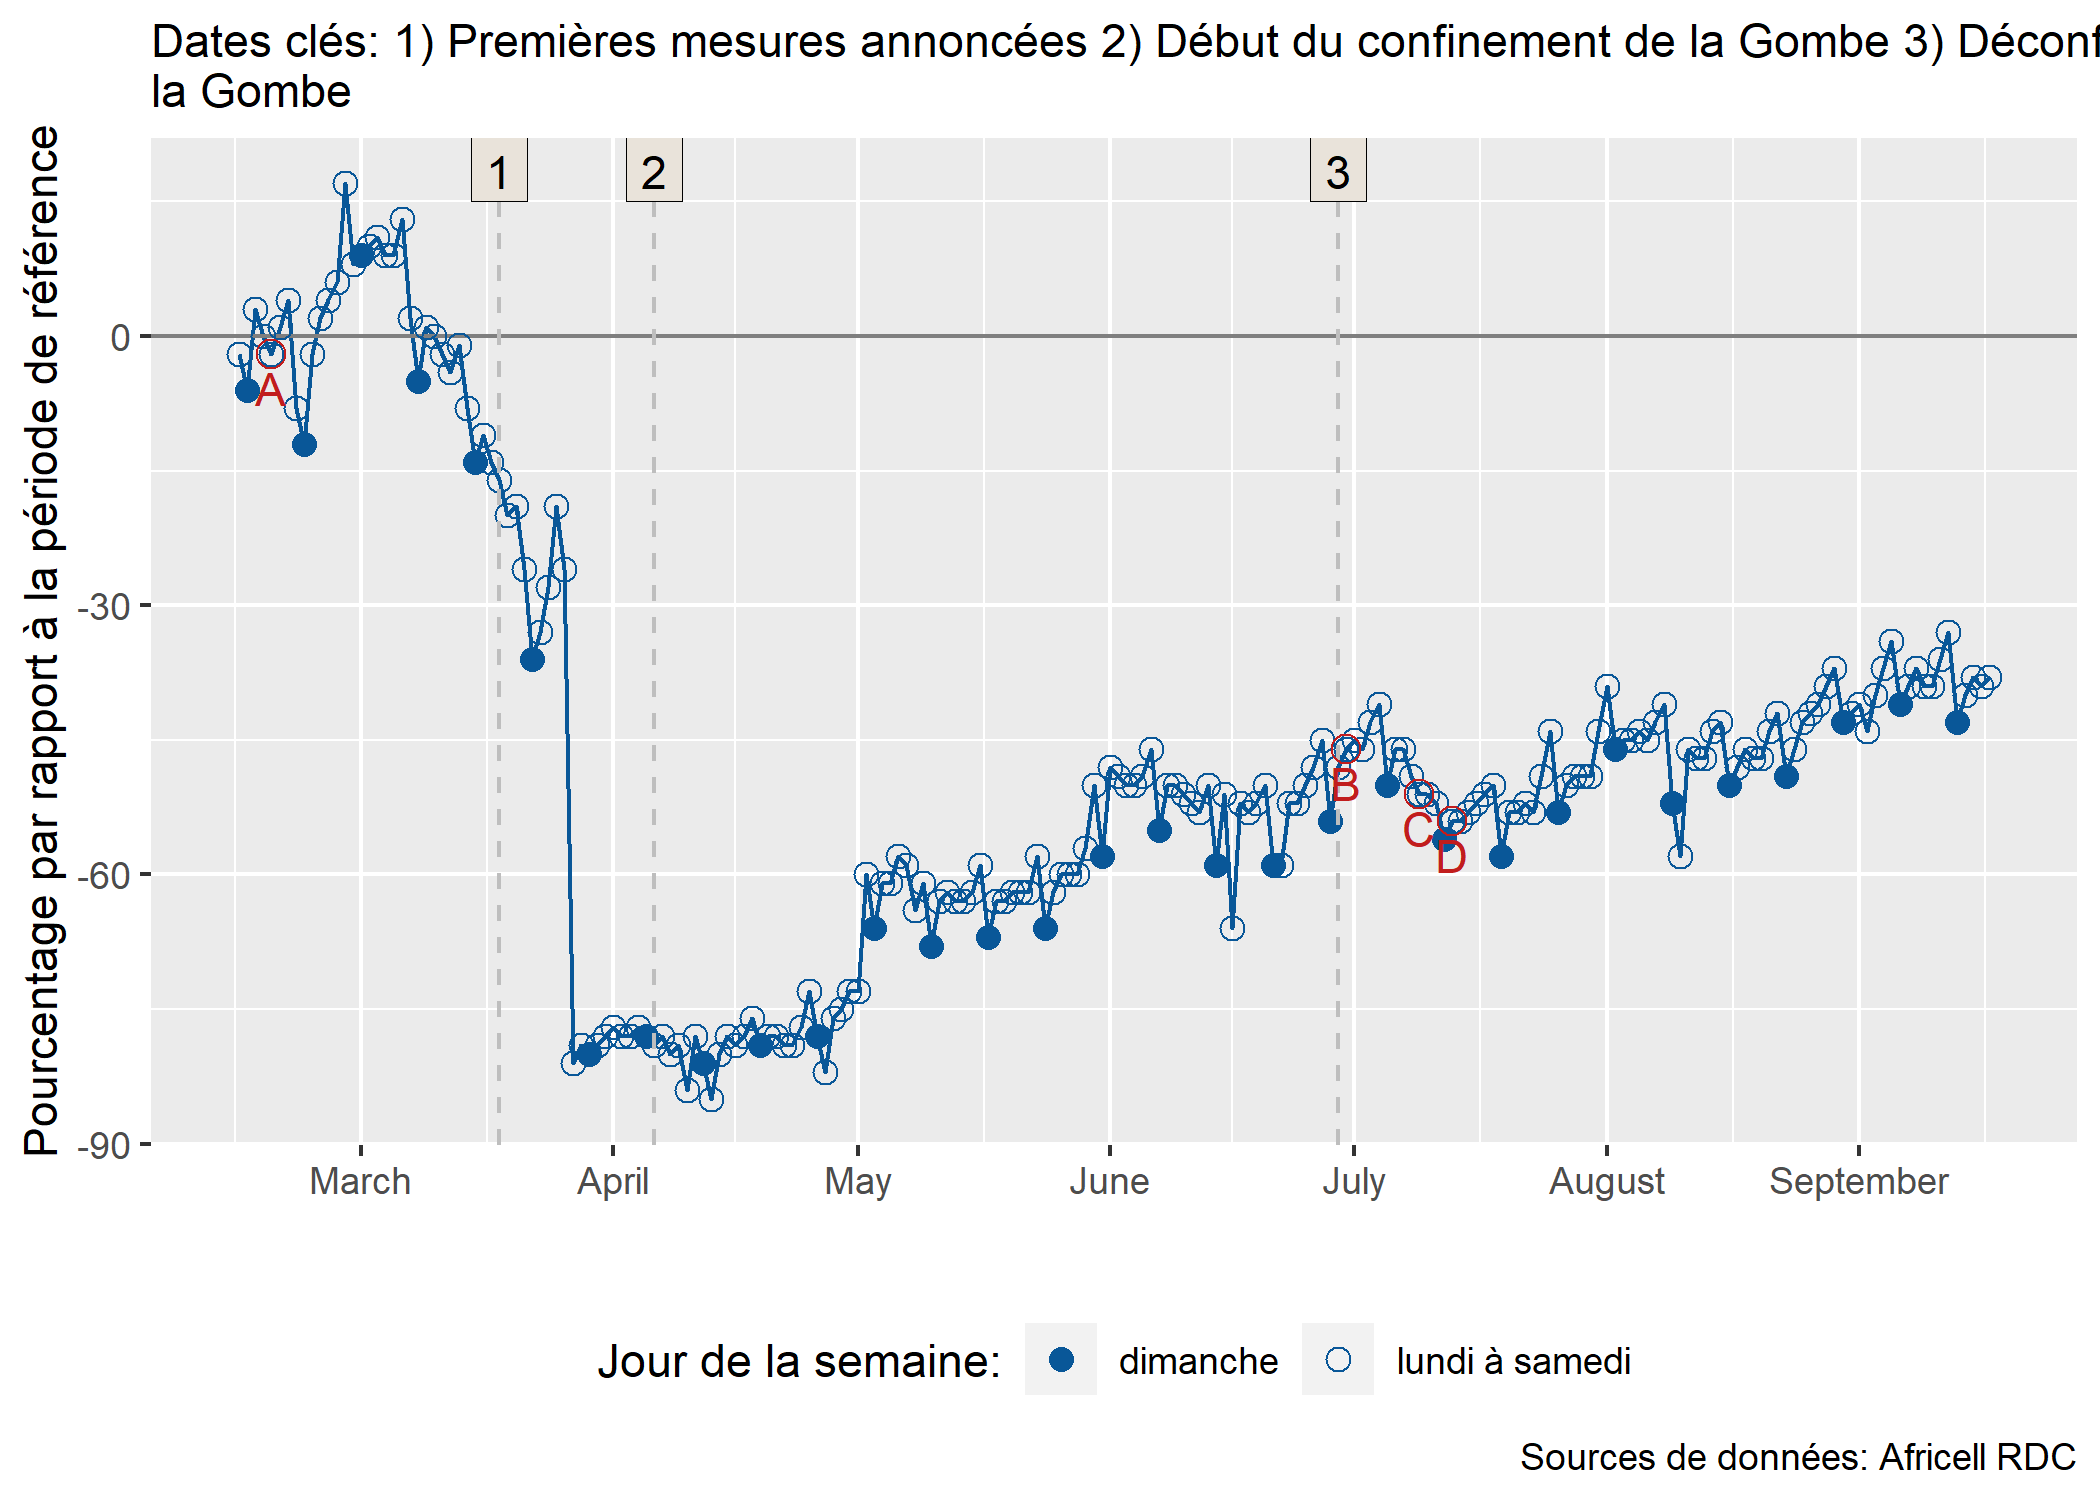 Dates clés: 1) Premières mesures annoncées 2) Début du confinement de la Gombe 3) Déconf
la Gombe
Pourcentage par rapport à la période de référence
1
2
3
0
-30
-60
-90
A
B
C
D
March
April
May
June
July
August
September
Jour de la semaine:
dimanche
lundi à samedi
Sources de données: Africell RDC